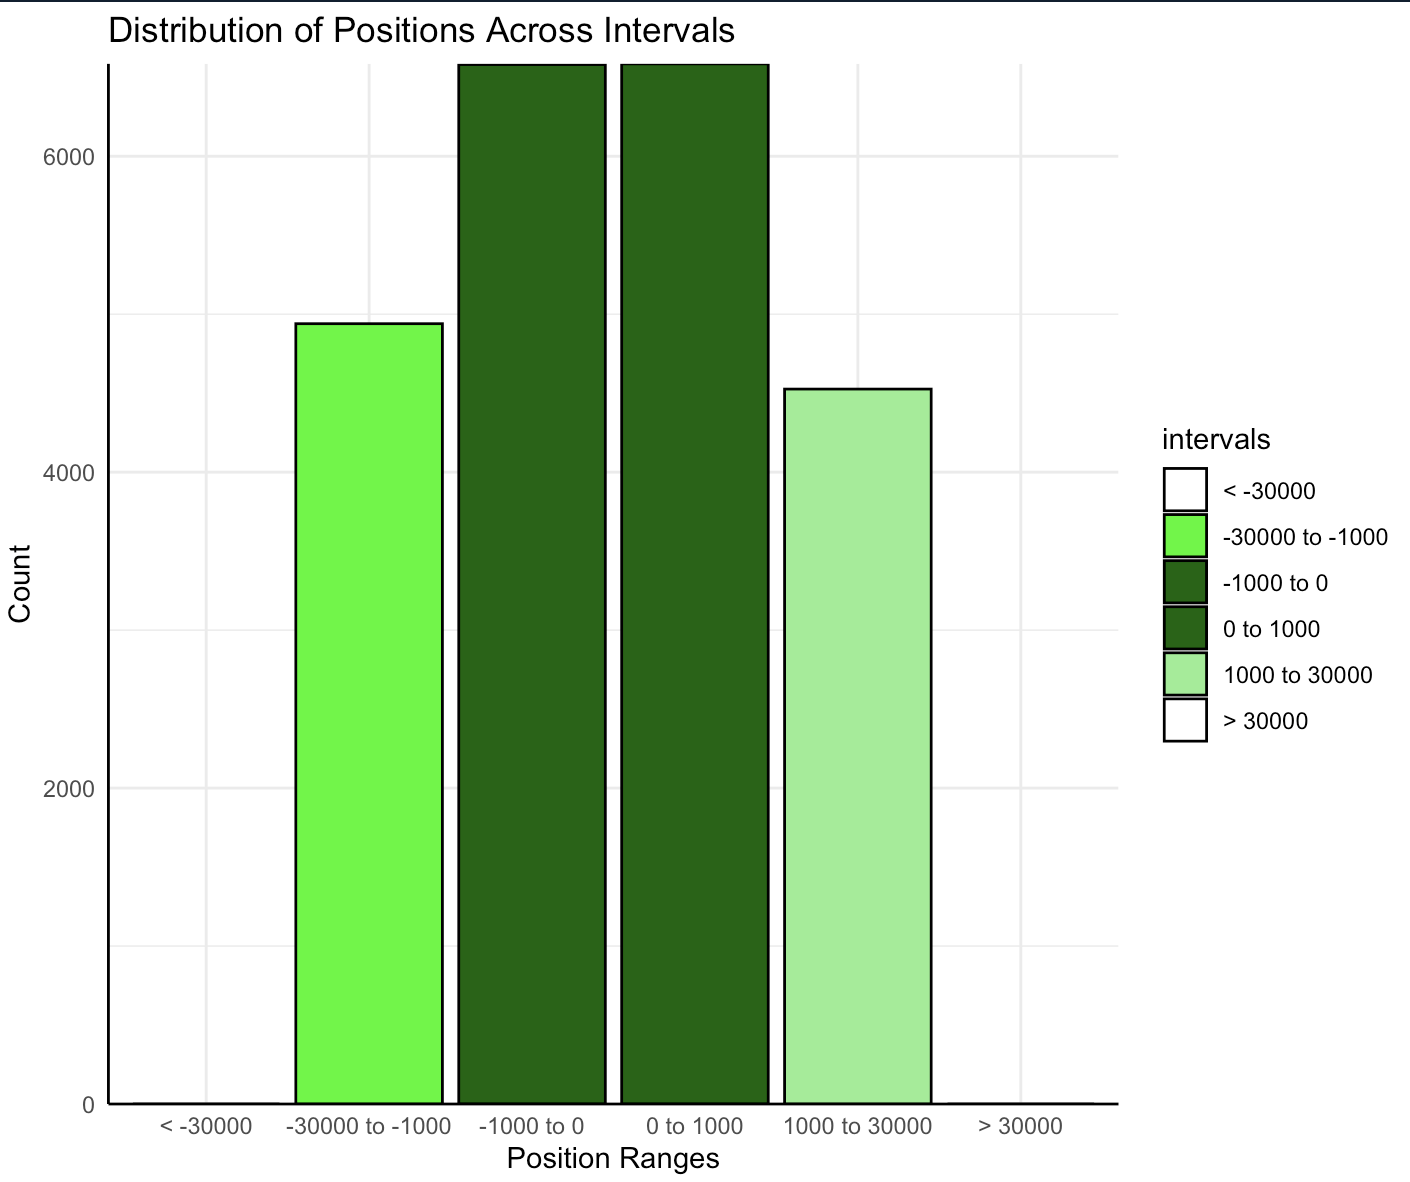 Distribution of Positions Across Intervals
6000
4000
2000
0
Count
< -30000
-30000 to -1000
-1000 to 0
0 to 1000
1000 to 30000
> 30000
Position Ranges
intervals
< -30000
-30000 to -1000
-1000 to 0
0 to 1000
1000 to 30000
> 30000